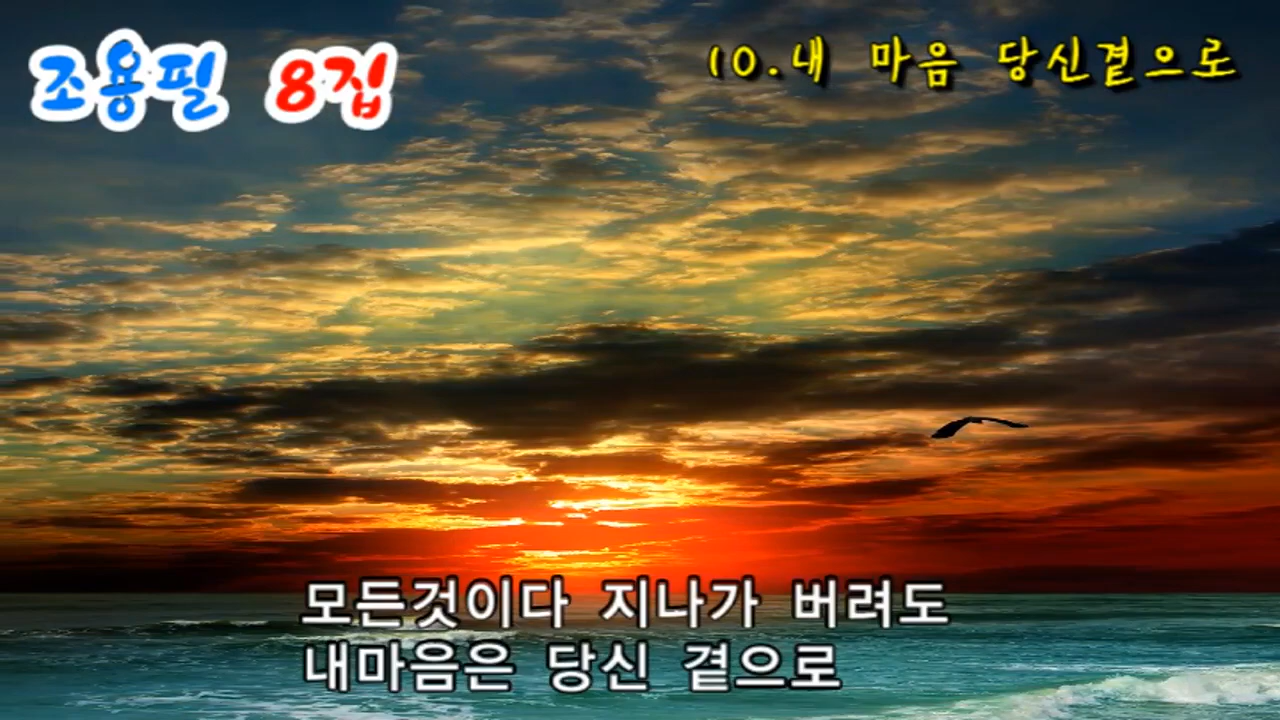 조용필 8집
10.내 마음 당신곁으로
모든것이다 지나가 버려도
내마음은 당신 곁으로